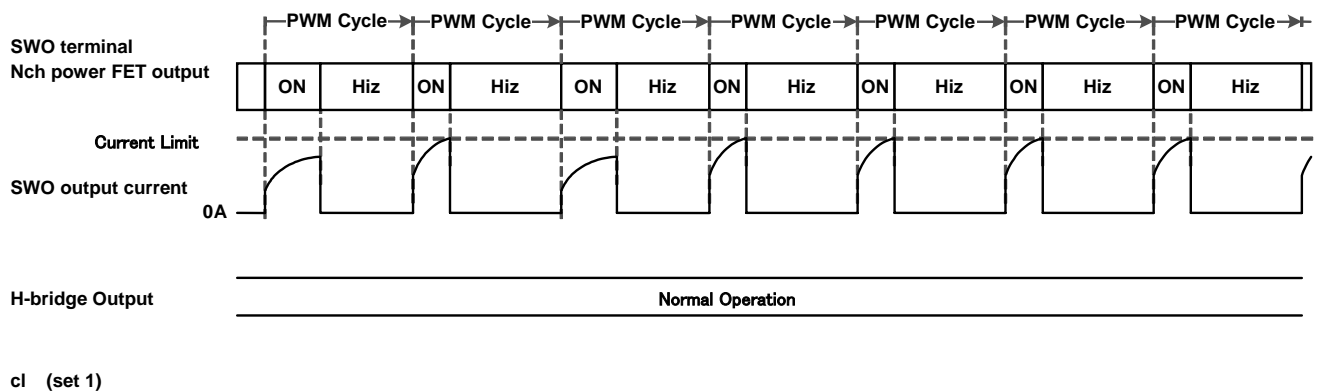 PWM Cycle PWM Cycle PWM Cycle PWM Cycle PWM Cycle PWM Cycle PWM Cycle
SWO terminal
Nch power FET output
ON Hiz ON Hiz ON Hiz ON Hiz ON Hiz ON Hiz ON Hiz
Current Limit
SWO output current
0A
H-bridge Output Normal Operation
cl (set 1)